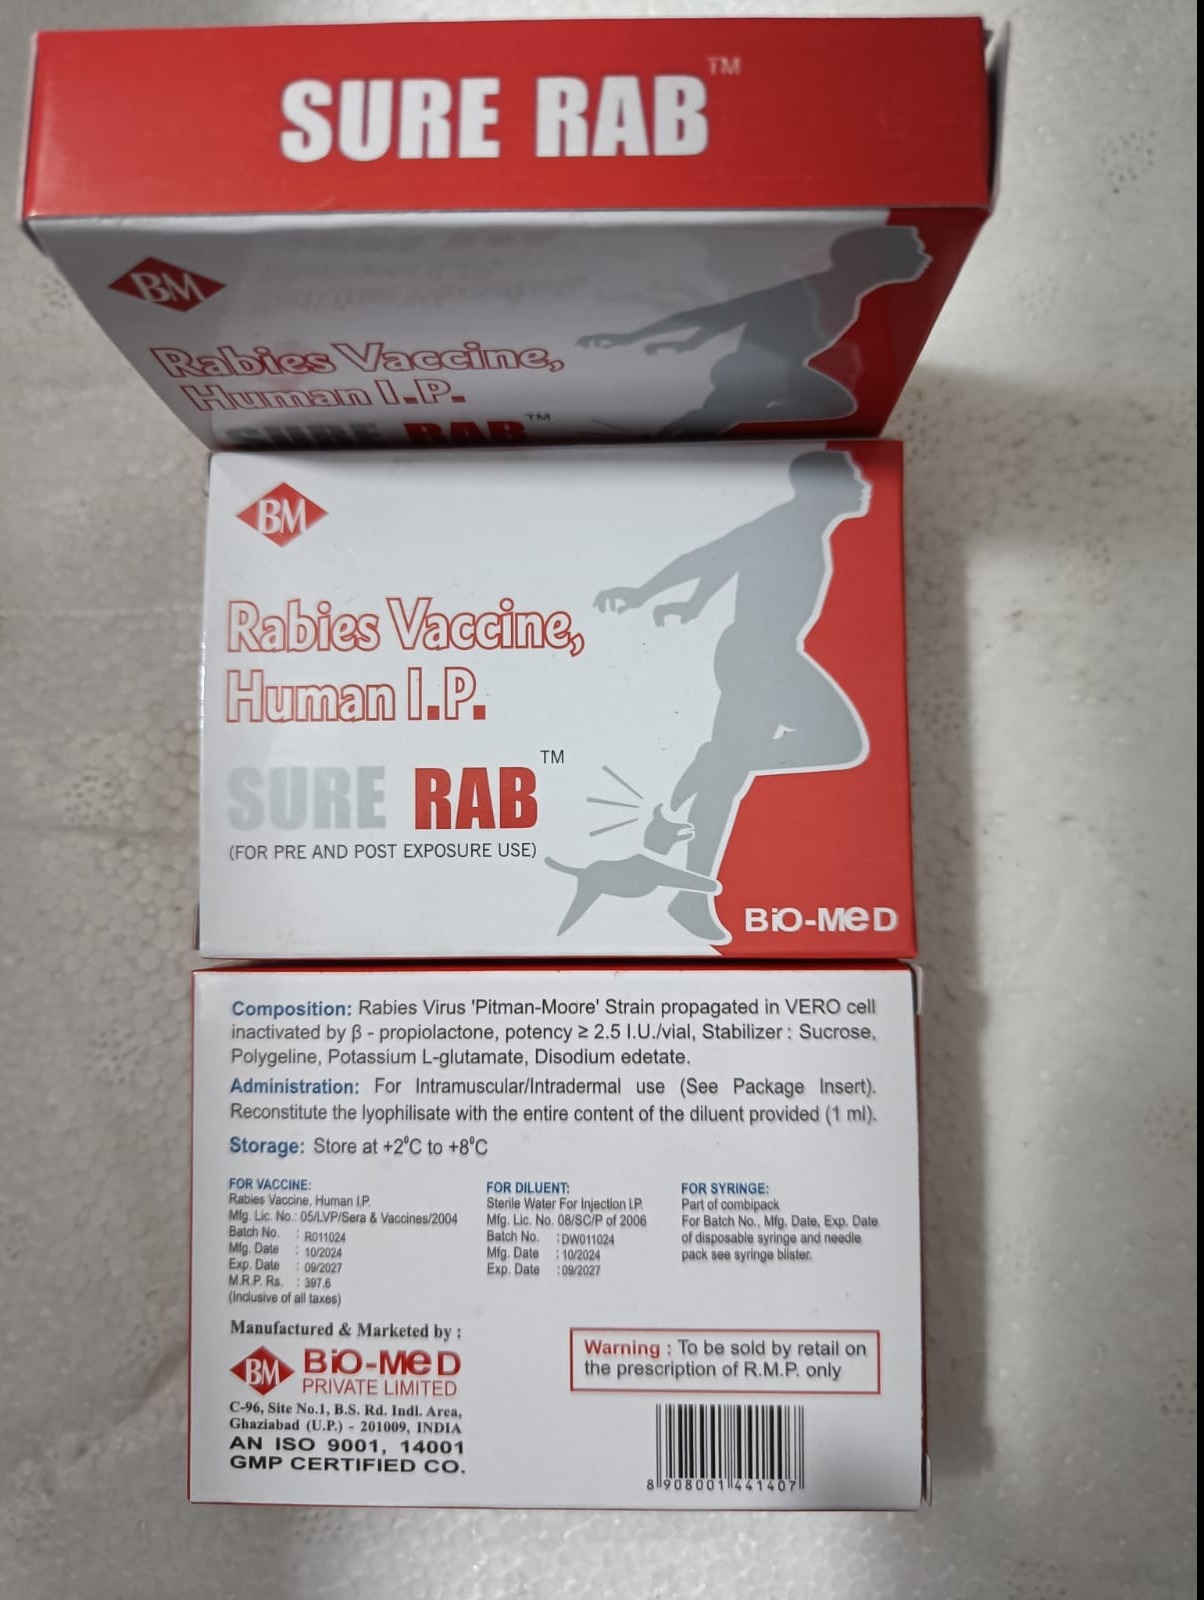 SURE RAB™
BM
Rabies Vaccine,
Human I.P.
SURE RAB™
BM
Rabies Vaccine,
Human I.P.
SURE RAB™
(FOR PRE AND POST EXPOSURE USE)
BiO-MeD
Composition: Rabies Virus 'Pitman-Moore' Strain propagated in VERO cell
inactivated by β - propiolactone, potency ≥ 2.5 I.U./vial, Stabilizer : Sucrose,
Polygeline, Potassium L-glutamate, Disodium edetate.
Administration: For Intramuscular/Intradermal use (See Package Insert).
Reconstitute the lyophilisate with the entire content of the diluent provided (1 ml).
Storage: Store at +2⁰C to +8⁰C
FOR VACCINE:
Rabies Vaccine, Human I.P.
Mfg. Lic. No.: 05/LVP/Sera & Vaccines/2004
Batch No. : R011024
Mfg. Date : 10/2024
Exp. Date : 09/2027
M.R.P. Rs. : 397.6
(Inclusive of all taxes)
FOR DILUENT:
Sterile Water For Injection I.P.
Mfg. Lic. No. 08/SC/P of 2006
Batch No. : DW011024
Mfg. Date : 10/2024
Exp. Date : 09/2027
FOR SYRINGE:
Part of combipack
For Batch No., Mfg. Date, Exp. Date
of disposable syringe and needle
pack see syringe blister.
Manufactured & Marketed by :
BM BiO-MeD
PRIVATE LIMITED
C-96, Site No.1, B.S. Rd. Indl. Area,
Ghaziabad (U.P.) - 201009, INDIA
AN ISO 9001, 14001
GMP CERTIFIED CO.
Warning : To be sold by retail on
the prescription of R.M.P. only
8 908001 441407